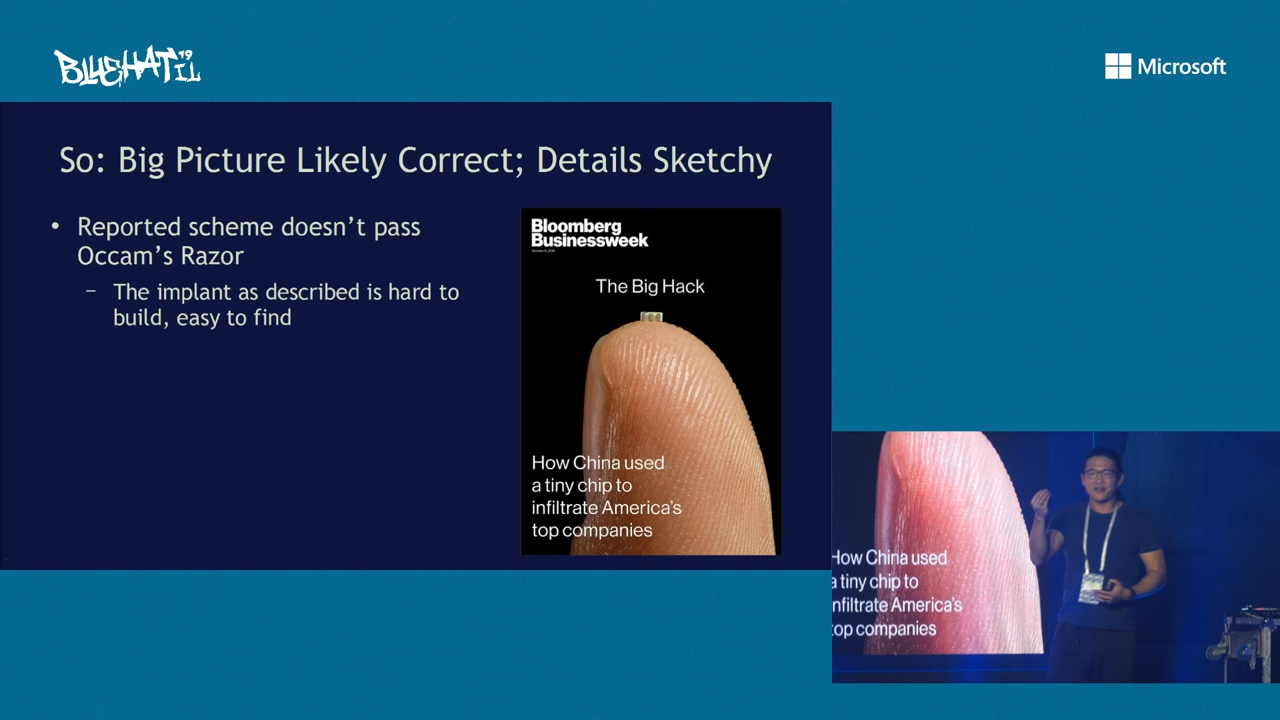 BLUEHAT IL '19
Microsoft
So: Big Picture Likely Correct; Details Sketchy
• Reported scheme doesn't pass
Occam's Razor
– The implant as described is hard to
build, easy to find
Bloomberg
Businessweek
The Big Hack
How China used
a tiny chip to
infiltrate America's
top companies
How China used
a tiny chip to
infiltrate America's
top companies